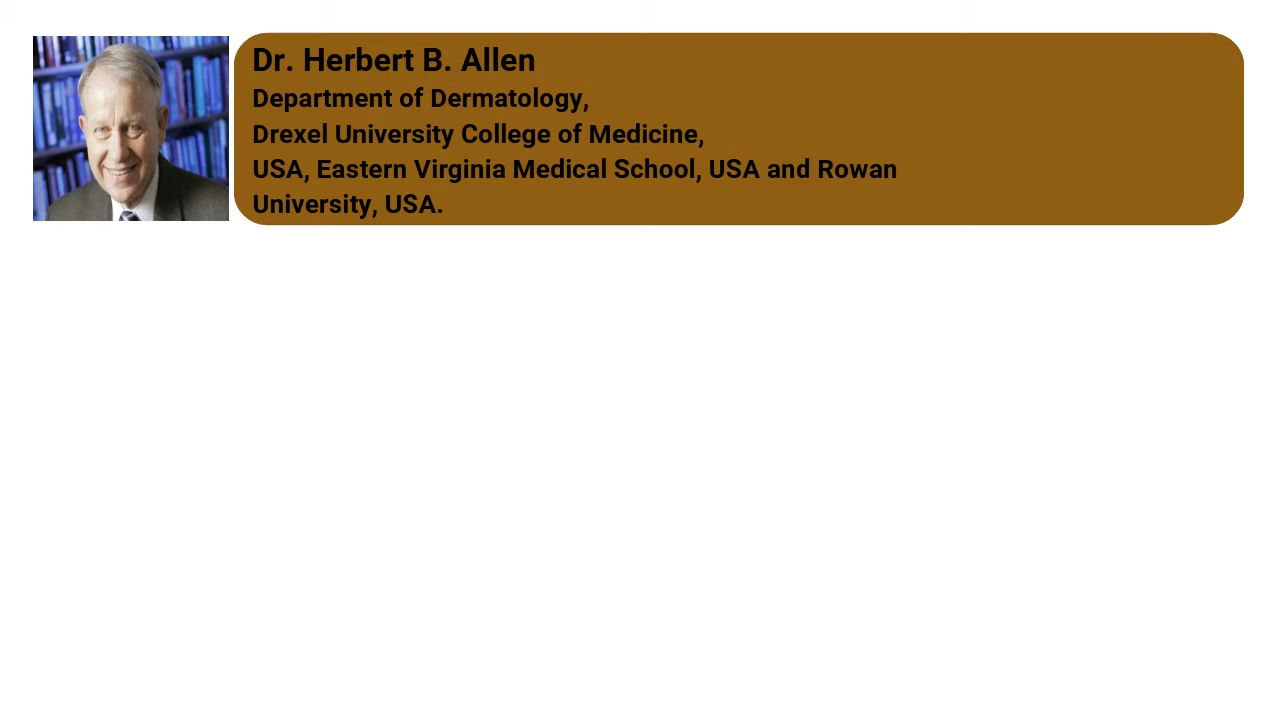 Dr. Herbert B. Allen
Department of Dermatology,
Drexel University College of Medicine,
USA, Eastern Virginia Medical School, USA and Rowan
University, USA.